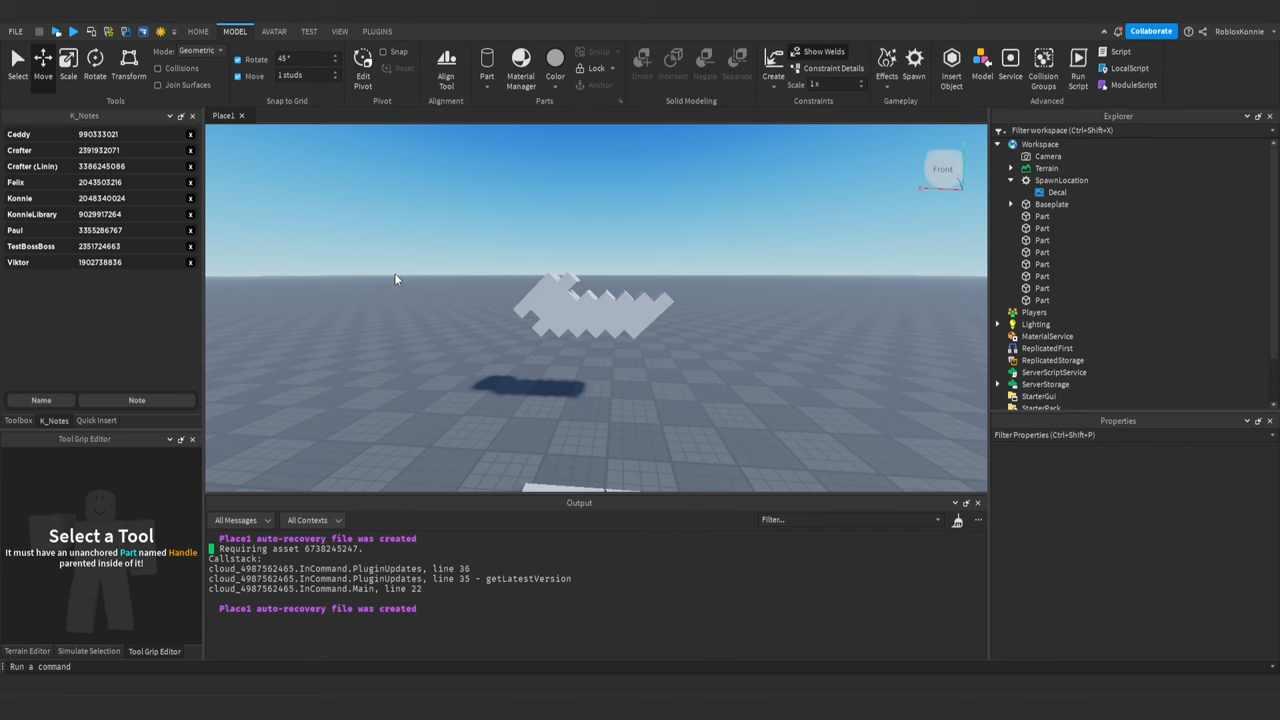 FILE HOME MODEL AVATAR TEST VIEW PLUGINS Collaborate RobloxKonnie
Select Move Scale Rotate Transform
Mode: Geometric
Collisions
Join Surfaces
Tools
Rotate 45°
Move 1 studs
Snap to Grid
Snap
Reset
Edit Pivot
Pivot
Align Tool
Alignment
Part Material Manager Color
Group
Lock
Anchor
Parts
Union Intersect Negate Separate
Solid Modeling
Create
Show Welds
Constraint Details
Scale 1x
Constraints
Effects Spawn
Gameplay
Insert Object Model Service Collision Groups Run Script
Script
LocalScript
ModuleScript
Advanced
K_Notes
Ceddy 990333021 x
Crafter 2391932071 x
Crafter (Linin) 3386245086 x
Felix 2043503216 x
Konnie 2048340024 x
KonnieLibrary 9029917264 x
Paul 3355286767 x
TestBossBoss 2351724663 x
Viktor 1902738836 x
Name Note
Toolbox K_Notes Quick Insert
Tool Grip Editor
Select a Tool
It must have an unanchored Part named Handle
parented inside of it!
Terrain Editor Simulate Selection Tool Grip Editor
Place1
Front
Output
All Messages All Contexts Filter...
Place1 auto-recovery file was created
Requiring asset 6738245247.
Callstack:
cloud_4987562465.InCommand.PluginUpdates, line 36
cloud_4987562465.InCommand.PluginUpdates, line 35 - getLatestVersion
cloud_4987562465.InCommand.Main, line 22
Place1 auto-recovery file was created
Explorer
Filter workspace (Ctrl+Shift+X)
Workspace
Camera
Terrain
SpawnLocation
Decal
Baseplate
Part
Part
Part
Part
Part
Part
Part
Part
Players
Lighting
MaterialService
ReplicatedFirst
ReplicatedStorage
ServerScriptService
ServerStorage
StarterGui
StarterPack
Properties
Filter Properties (Ctrl+Shift+P)
Run a command